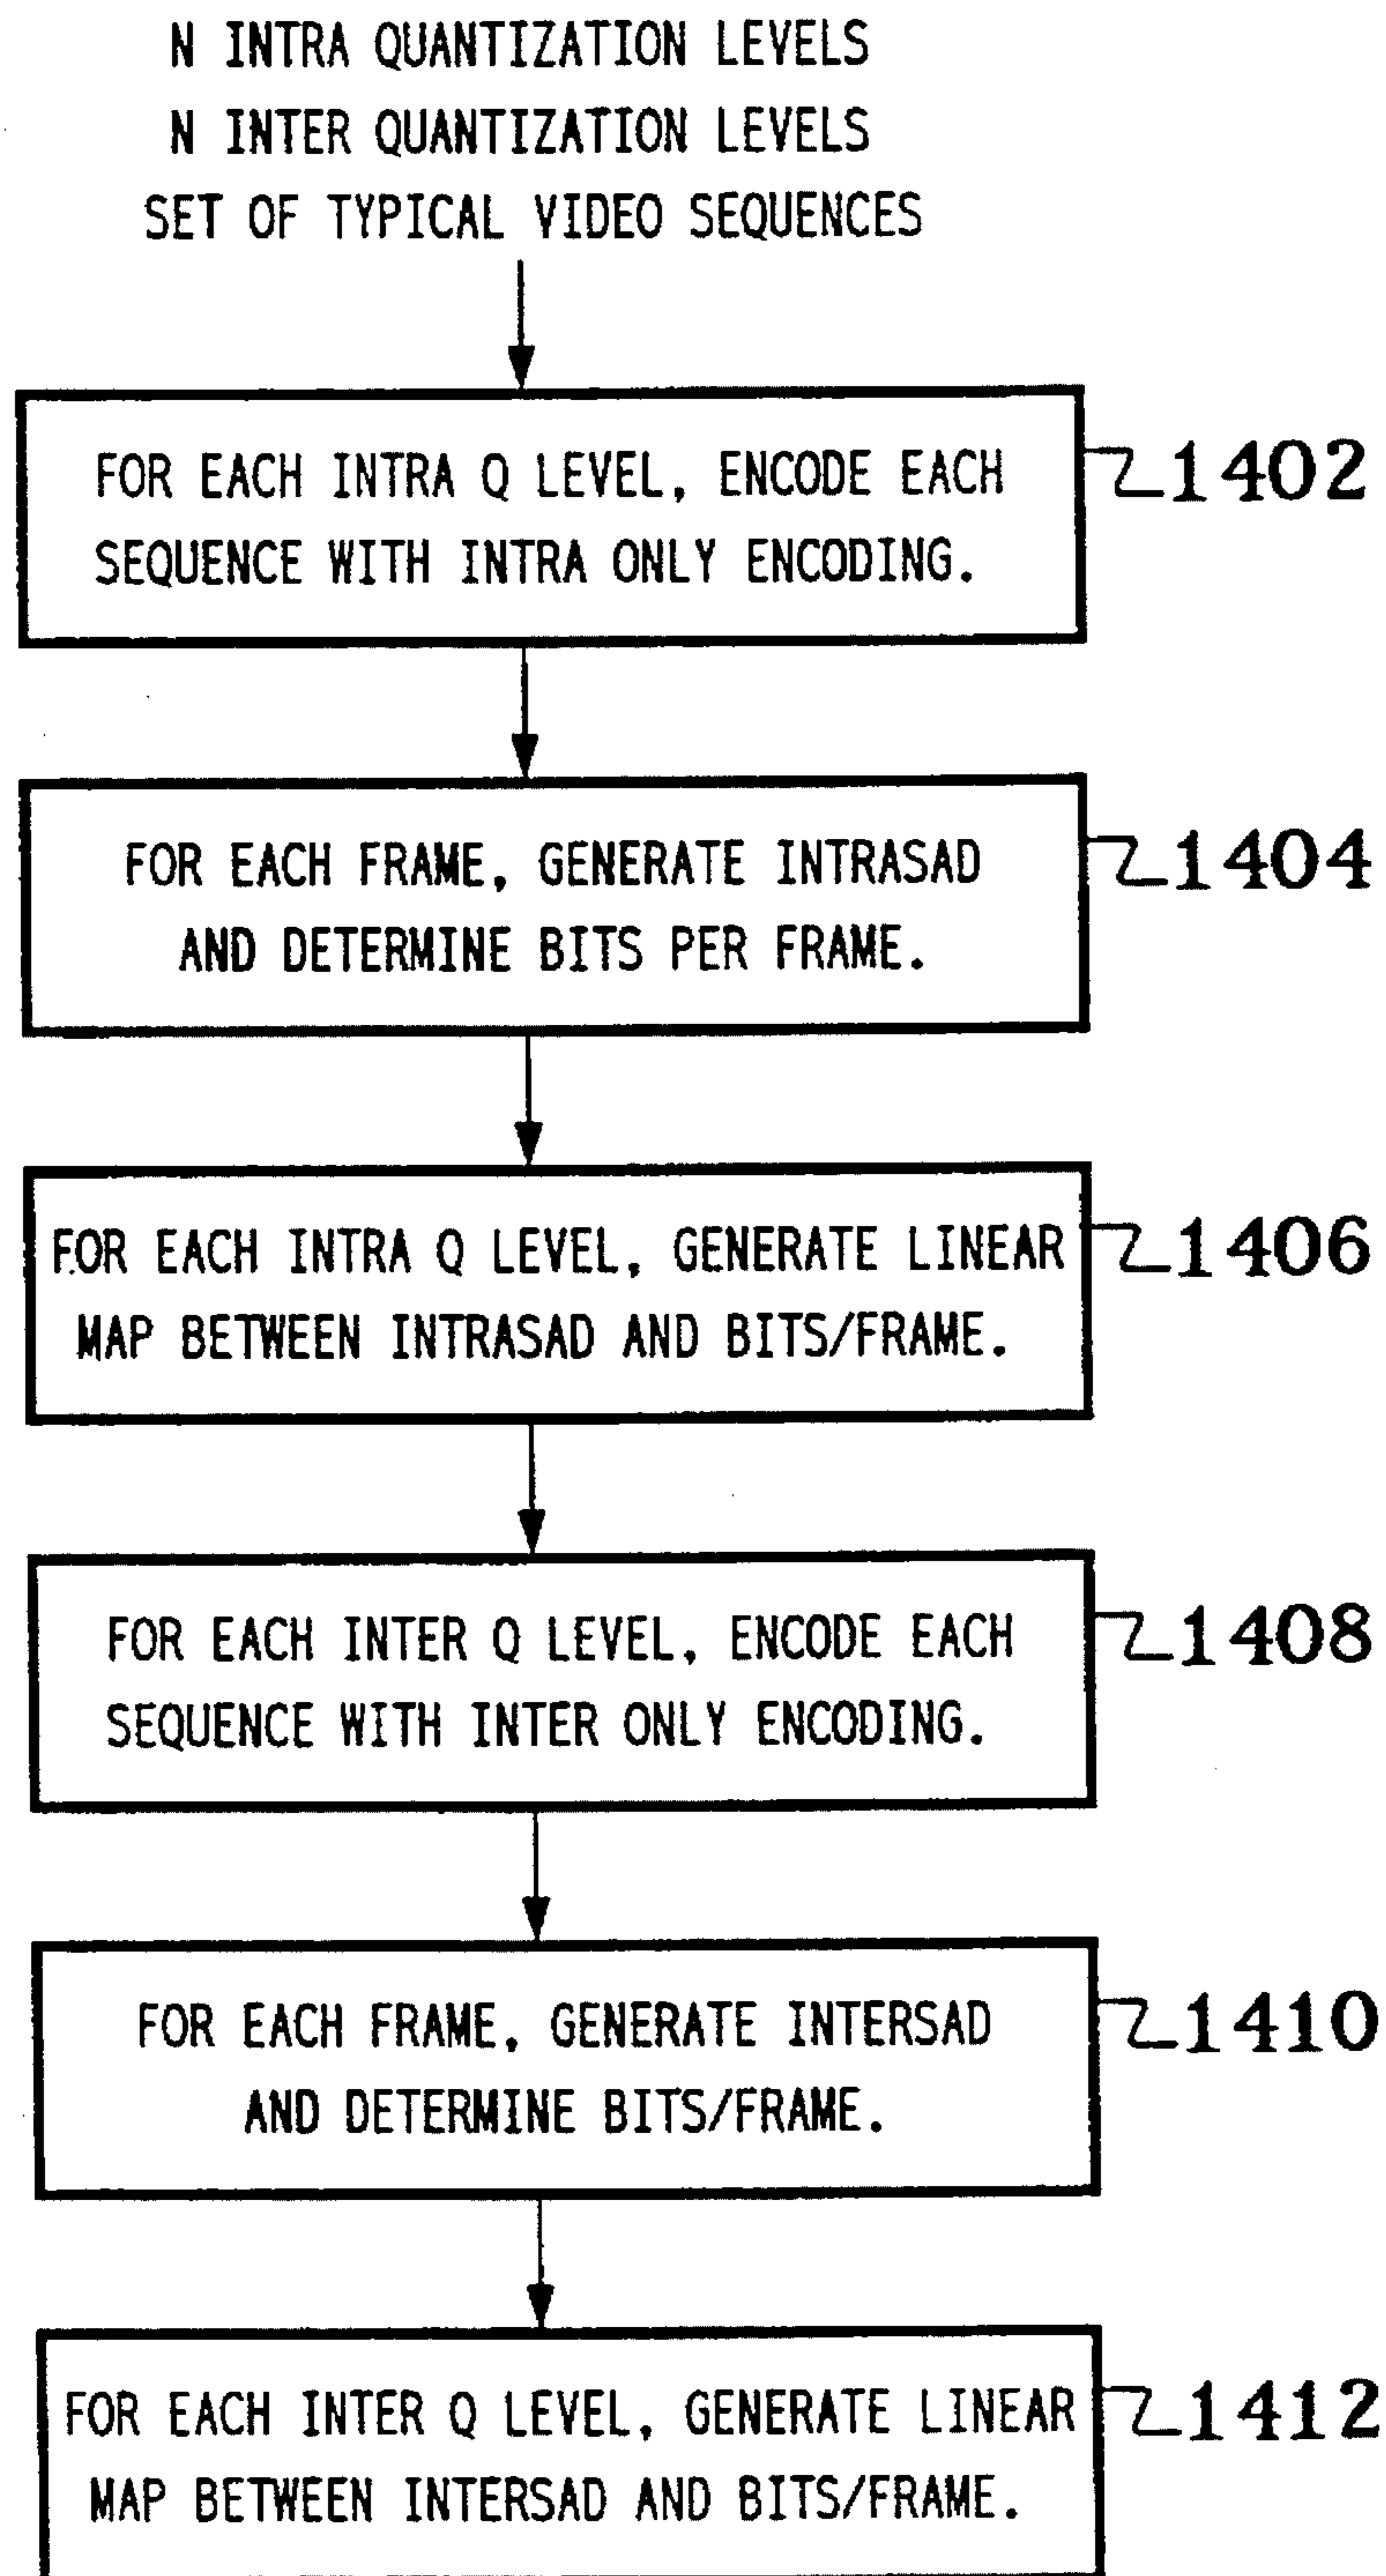 N INTRA QUANTIZATION LEVELS
N INTER QUANTIZATION LEVELS
SET OF TYPICAL VIDEO SEQUENCES
FOR EACH INTRA Q LEVEL, ENCODE EACH
SEQUENCE WITH INTRA ONLY ENCODING.
1402
FOR EACH FRAME, GENERATE INTRASAD
AND DETERMINE BITS PER FRAME.
1404
FOR EACH INTRA Q LEVEL, GENERATE LINEAR
MAP BETWEEN INTRASAD AND BITS/FRAME.
1406
FOR EACH INTER Q LEVEL, ENCODE EACH
SEQUENCE WITH INTER ONLY ENCODING.
1408
FOR EACH FRAME, GENERATE INTERSAD
AND DETERMINE BITS/FRAME.
1410
FOR EACH INTER Q LEVEL, GENERATE LINEAR
MAP BETWEEN INTERSAD AND BITS/FRAME.
1412